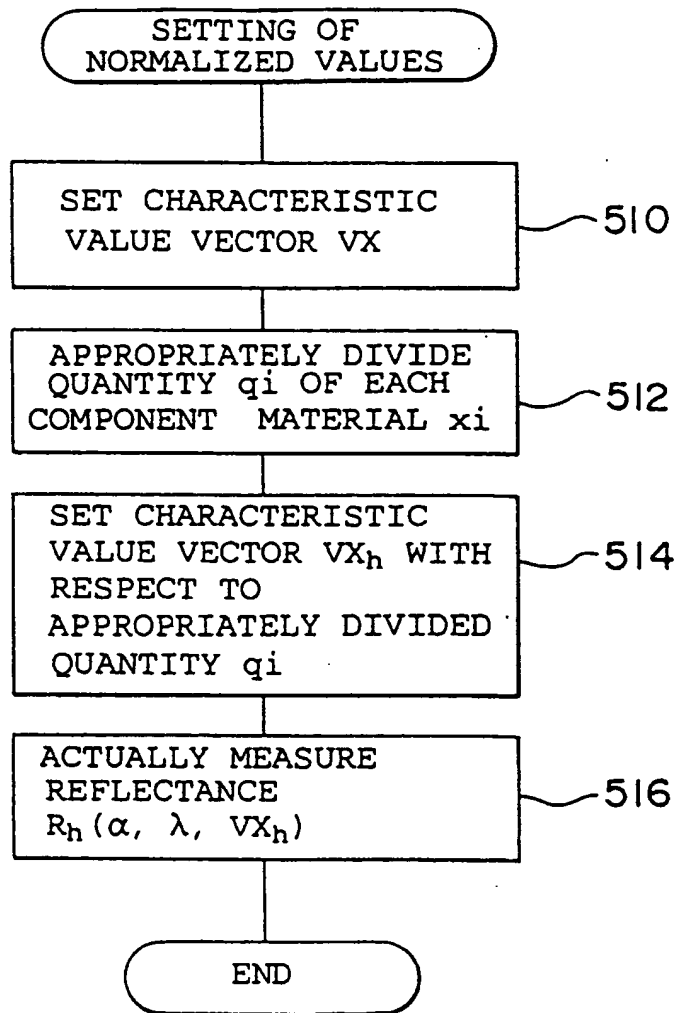 SETTING OF
NORMALIZED VALUES
SET CHARACTERISTIC
VALUE VECTOR VX
510
APPROPRIATELY DIVIDE
QUANTITY qi OF EACH
COMPONENT MATERIAL xi
512
SET CHARACTERISTIC
VALUE VECTOR VXh WITH
RESPECT TO
APPROPRIATELY DIVIDED
QUANTITY qi
514
ACTUALLY MEASURE
REFLECTANCE
Rh(α, λ, VXh)
516
END